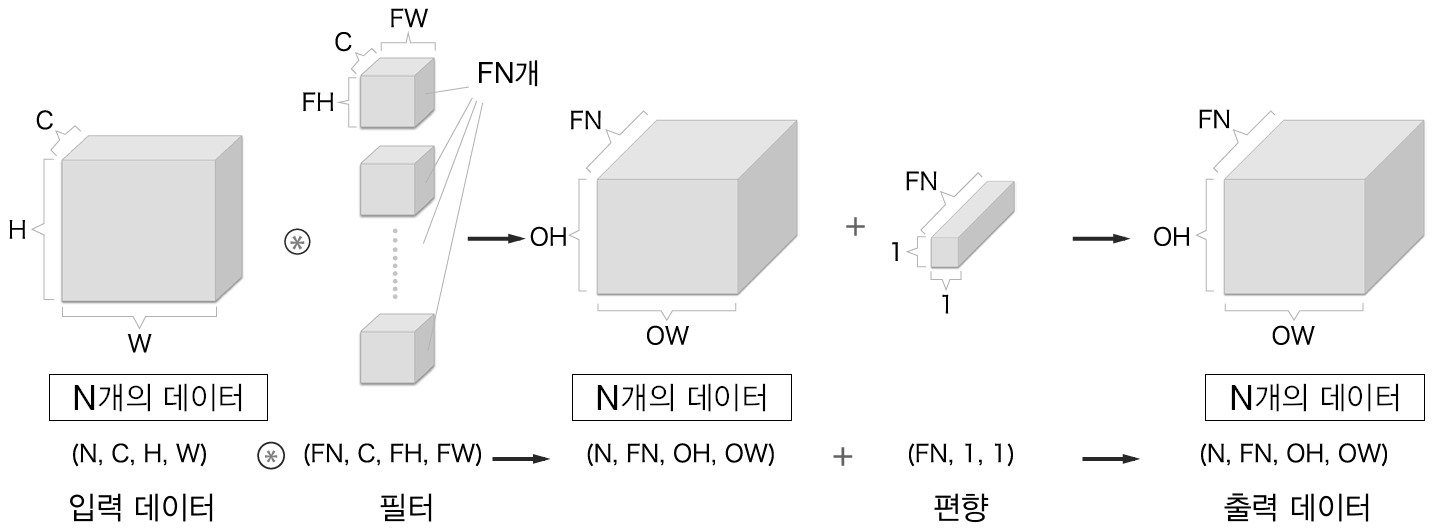 FW
C
FN개
FH
C
H
W
FN
OH
OW
+
FN
1
1
FN
OH
OW
N개의 데이터
N개의 데이터
N개의 데이터
(N, C, H, W) ⊛ (FN, C, FH, FW) → (N, FN, OH, OW) + (FN, 1, 1) → (N, FN, OH, OW)
입력 데이터 필터 편향 출력 데이터